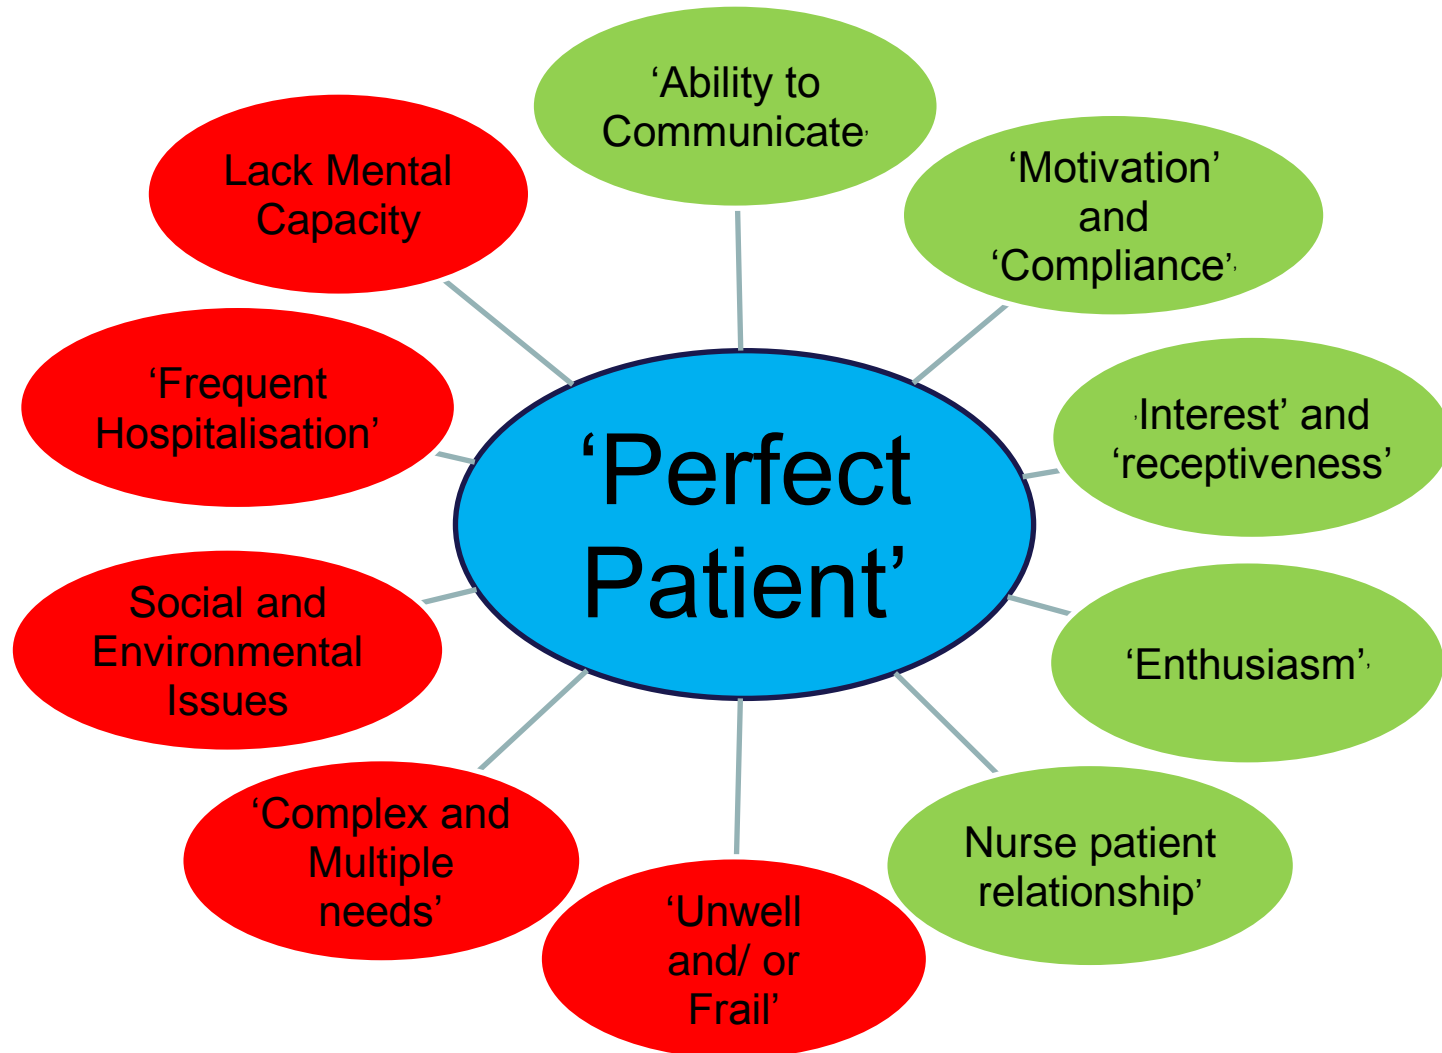 ‘Ability to
Communicate’
‘Motivation’
and
‘Compliance’,
‘Interest’ and
‘receptiveness’
‘Enthusiasm’,
Nurse patient
relationship’
‘Unwell
and/ or
Frail’
‘Complex and
Multiple
needs’
Social and
Environmental
Issues
‘Frequent
Hospitalisation’
Lack Mental
Capacity
‘Perfect
Patient’